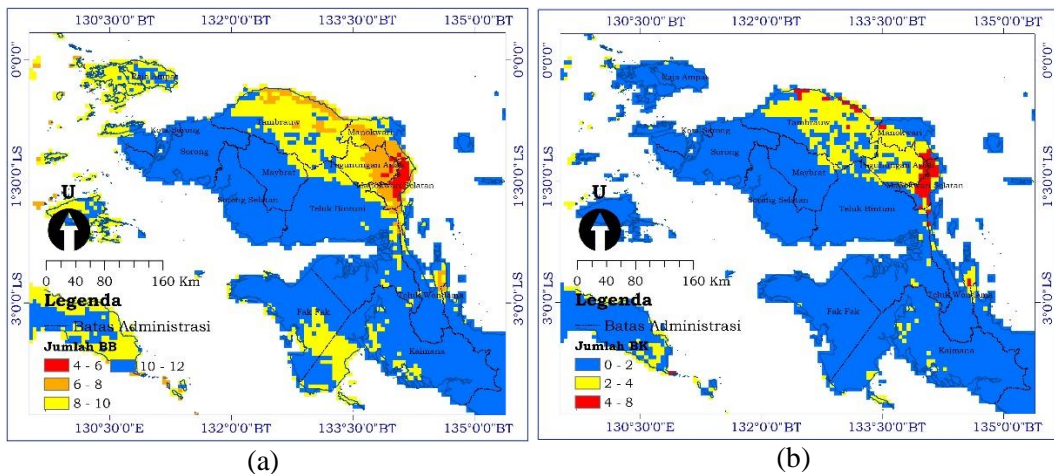 130°30'0"BT 132°0'0"BT 133°30'0"BT 135°0'0"BT
0°0'0"
1°30'0"LS
3°0'0"LS
Raja Ampat
Kota Sorong
Sorong
Tambrauw
Manokwari
Pegunungan Arfak
Maybrat
Manokwari Selatan
Sorong Selatan
Teluk Bintuni
Teluk Wondama
Fak Fak
Kaimana
U
0 40 80 160 Km
Legenda
Batas Administrasi
Jumlah BB
4 - 6 10 - 12
6 - 8
8 - 10
130°30'0"BT 132°0'0"BT 133°30'0"BT 135°0'0"BT
(a)
130°30'0"BT 132°0'0"BT 133°30'0"BT 135°0'0"BT
0°0'0"
1°30'0"LS
3°0'0"LS
Raja Ampat
Kota Sorong
Sorong
Tambrauw
Manokwari
Pegunungan Arfak
Maybrat
Manokwari Selatan
Sorong Selatan
Teluk Bintuni
Teluk Wondama
Fak Fak
Kaimana
U
0 40 80 160 Km
Legenda
Batas Administrasi
Jumlah BK
0 - 2
2 - 4
4 - 8
130°30'0"E 132°0'0"BT 133°30'0"BT 135°0'0"BT
(b)